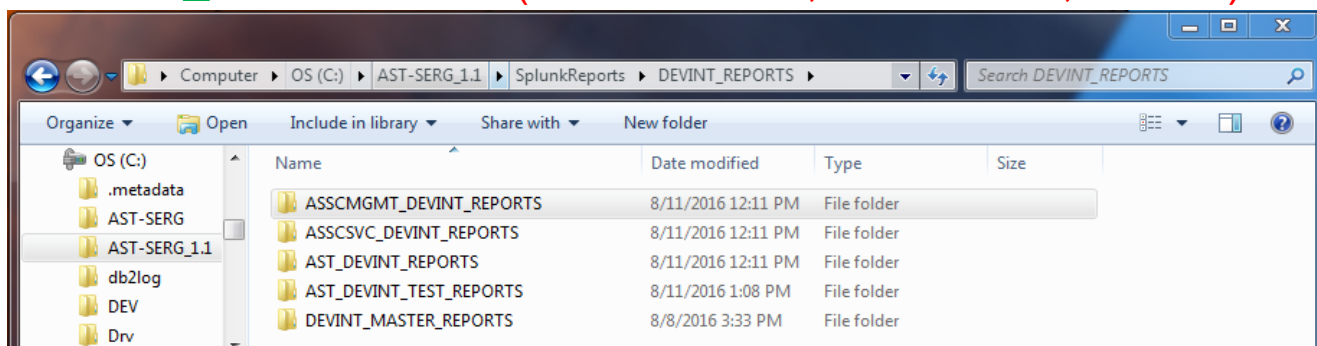 Computer OS (C:) AST-SERG_1.1 SplunkReports DEVINT_REPORTS Search DEVINT_REPORTS
Organize Open Include in library Share with New folder
OS (C:) Name Date modified Type Size
.metadata
ASSCMGMT_DEVINT_REPORTS 8/11/2016 12:11 PM File folder
AST-SERG
ASSCSVC_DEVINT_REPORTS 8/11/2016 12:11 PM File folder
AST-SERG_1.1
AST_DEVINT_REPORTS 8/11/2016 12:11 PM File folder
db2log
AST_DEVINT_TEST_REPORTS 8/11/2016 1:08 PM File folder
DEV
DEVINT_MASTER_REPORTS 8/8/2016 3:33 PM File folder
Drv